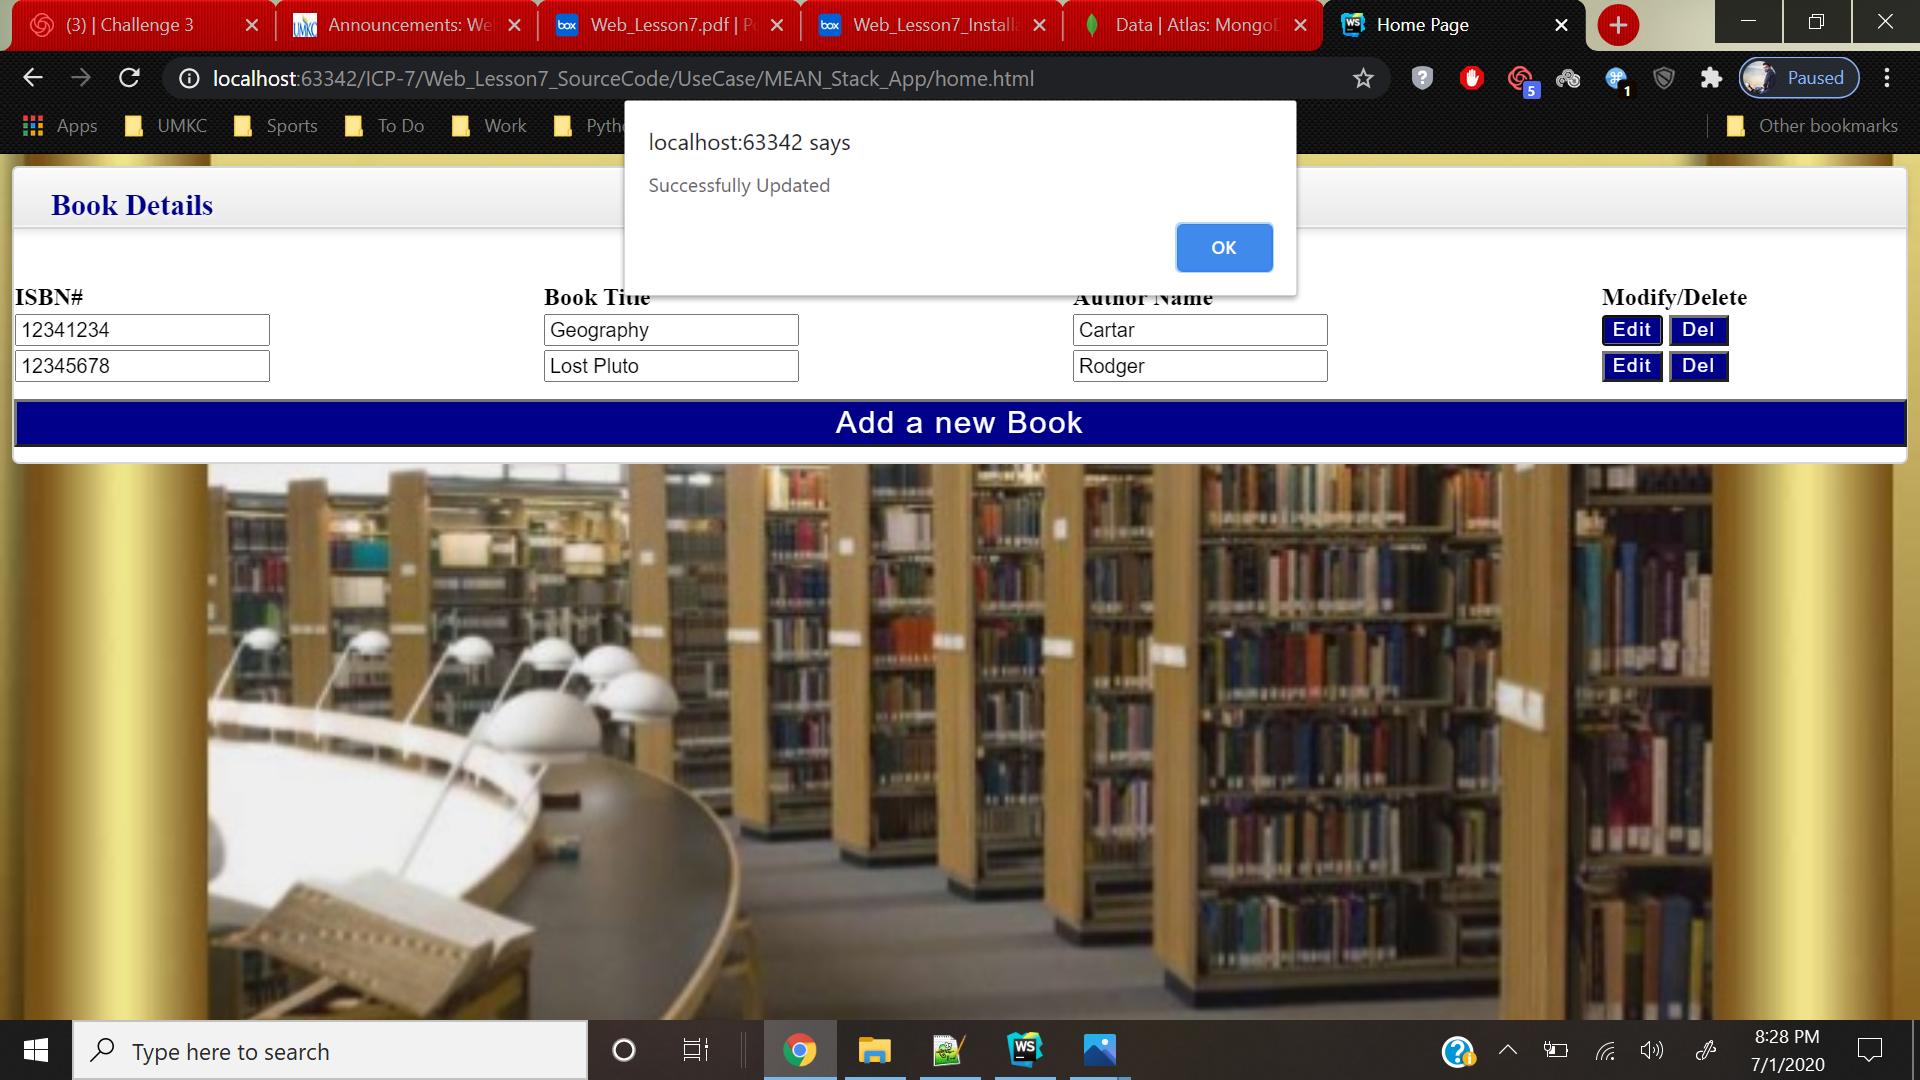 (3) | Challenge 3
Announcements: We
Web_Lesson7.pdf | P
Web_Lesson7_Install
Data | Atlas: MongoD
Home Page
localhost:63342/ICP-7/Web_Lesson7_SourceCode/UseCase/MEAN_Stack_App/home.html
5
1
Paused
Apps
UMKC
Sports
To Do
Work
Pyth
Other bookmarks
localhost:63342 says
Successfully Updated
OK
Book Details
ISBN# Book Title Author Name Modify/Delete
12341234 Geography Cartar Edit Del
12345678 Lost Pluto Rodger Edit Del
Add a new Book
Type here to search
8:28 PM
7/1/2020